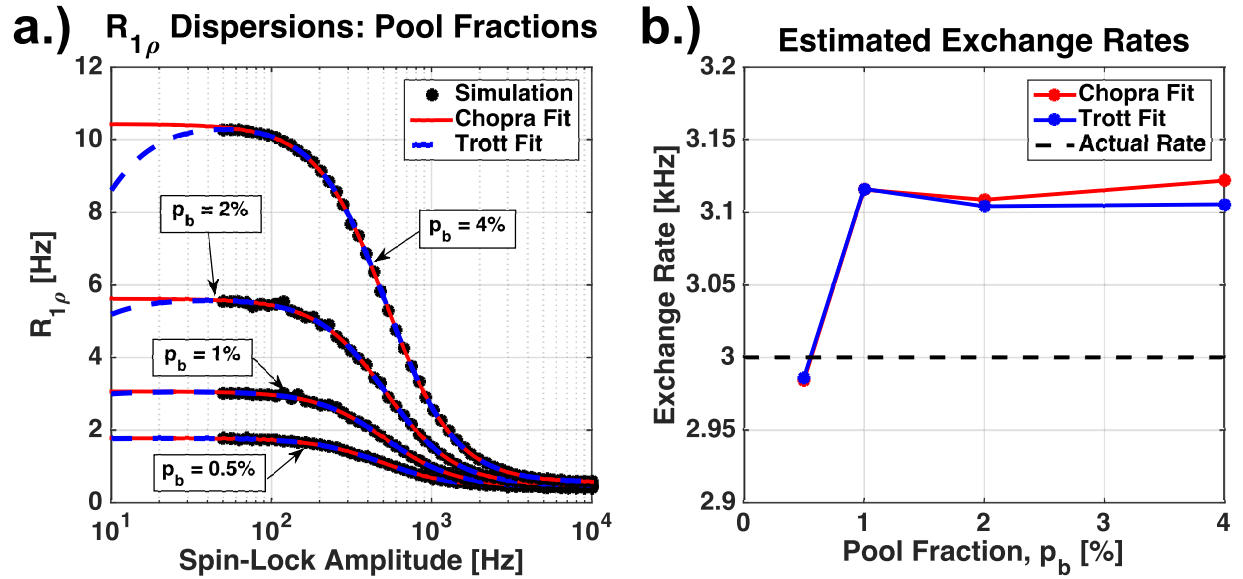 a.)
R1ρ Dispersions: Pool Fractions
12
10
8
6
4
2
0
R1ρ [Hz]
Simulation
Chopra Fit
Trott Fit
pb = 2%
pb = 4%
pb = 1%
pb = 0.5%
10^1
10^2
10^3
10^4
Spin-Lock Amplitude [Hz]
b.)
Estimated Exchange Rates
3.2
3.15
3.1
3.05
3
2.95
2.9
Exchange Rate [kHz]
Chopra Fit
Trott Fit
Actual Rate
0
1
2
3
4
Pool Fraction, pb [%]